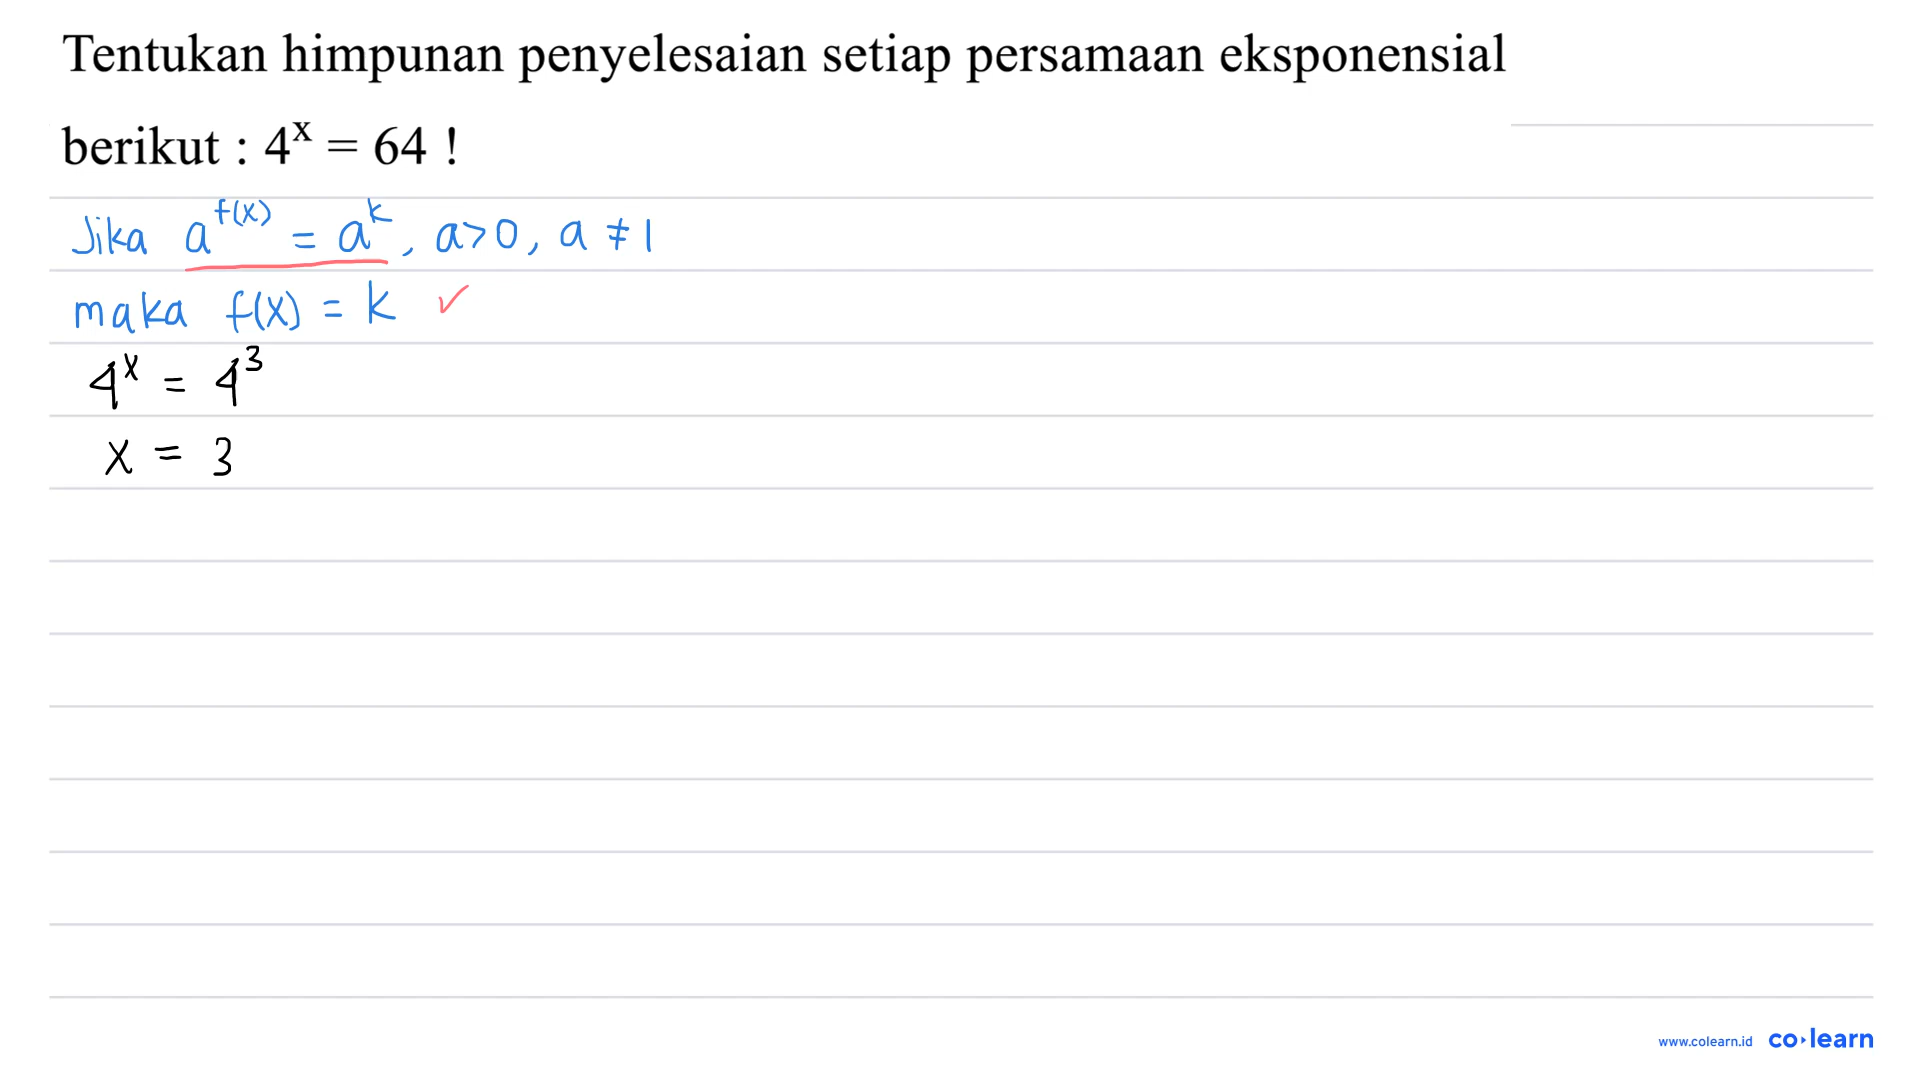 Tentukan himpunan penyelesaian setiap persamaan eksponensial
berikut : 4^x = 64 !
Jika a^f(x) = a^k, a>0, a ≠ 1
maka f(x) = k ✓
4^x = 4^3
x = 3
www.colearn.id co·learn